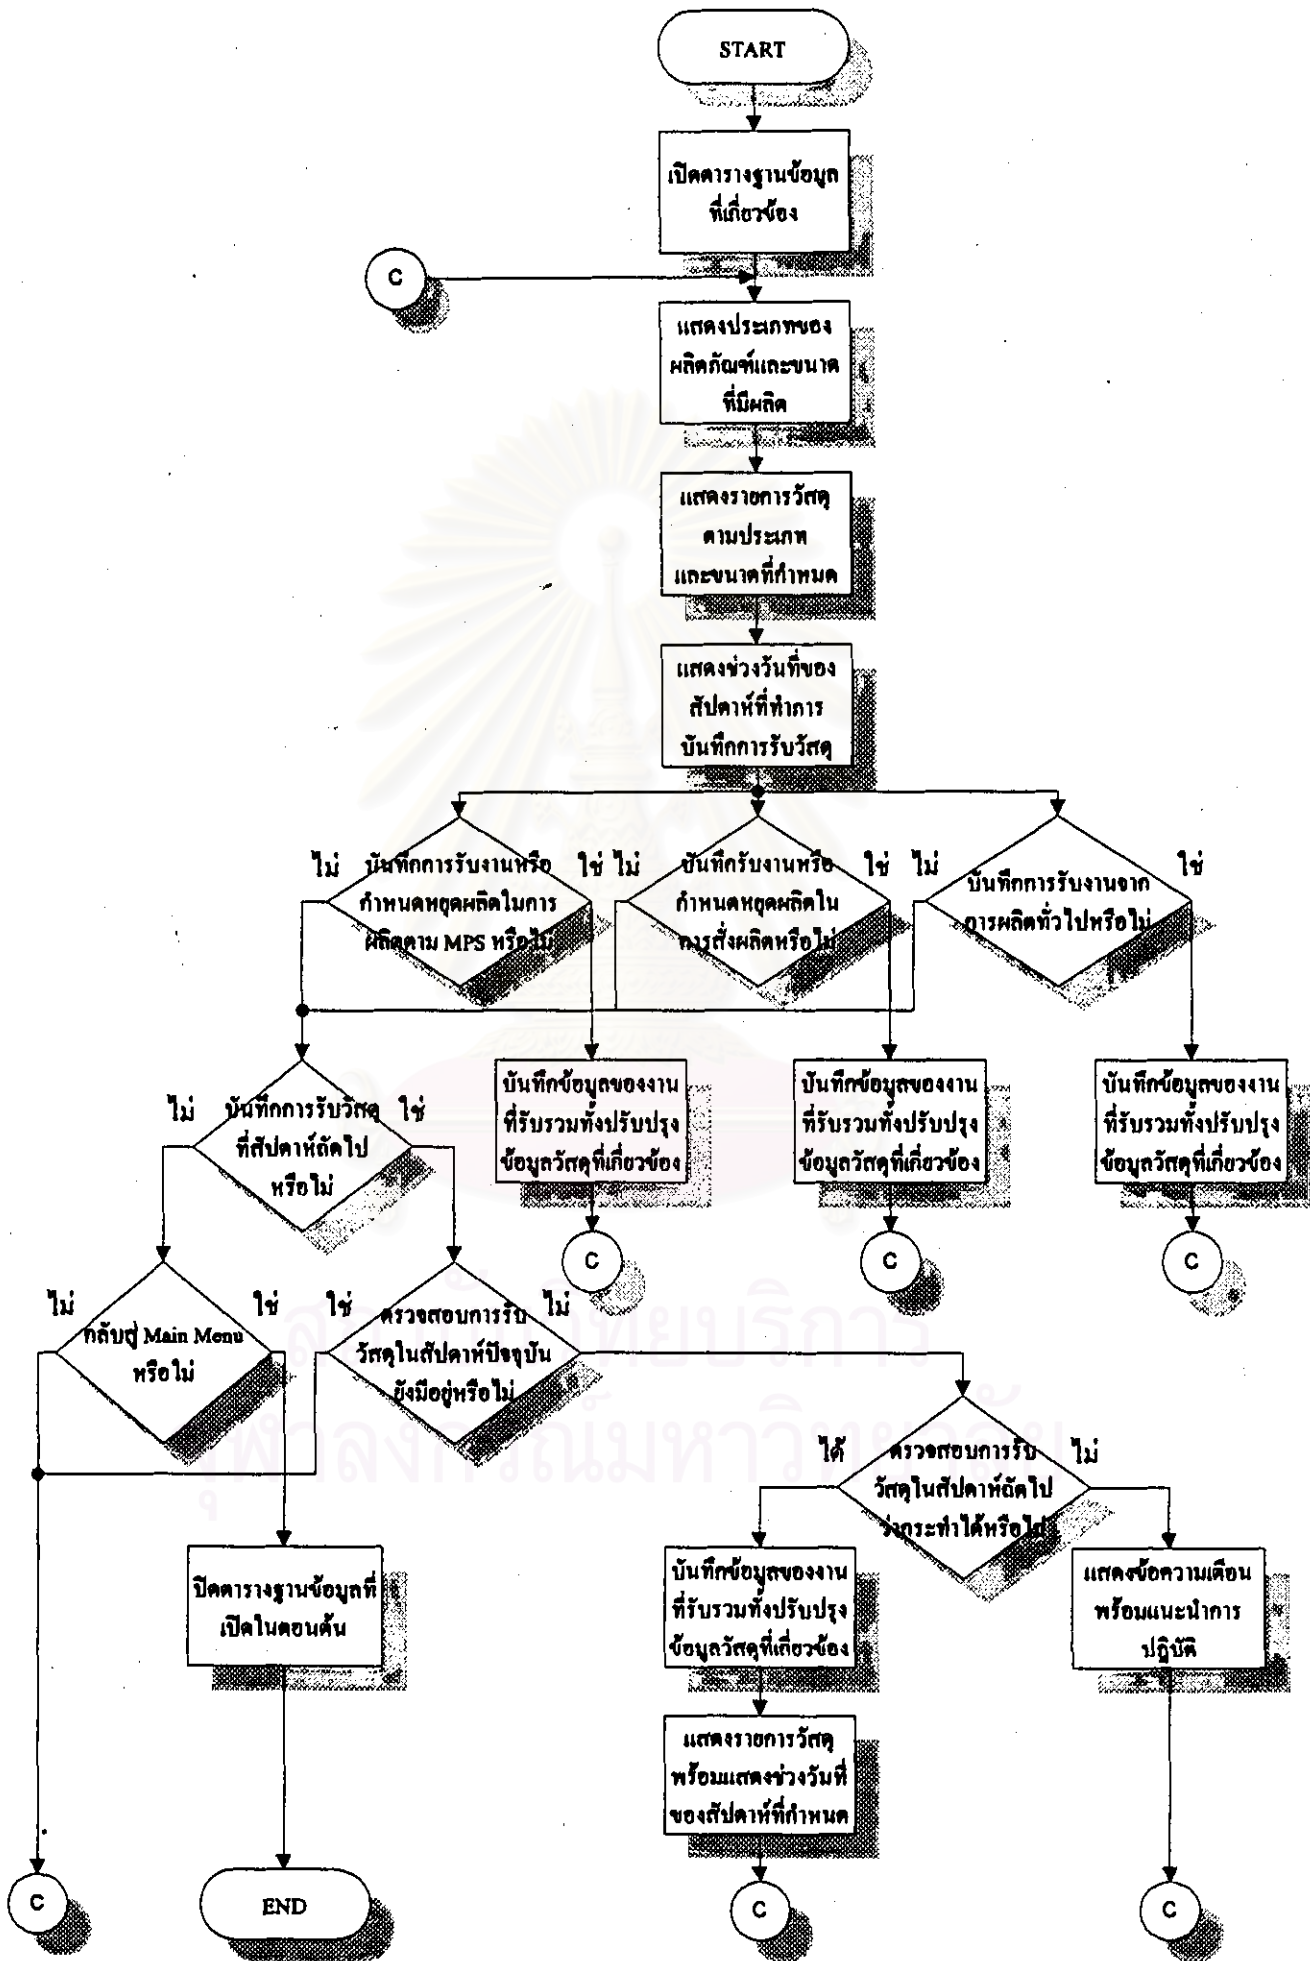 START
เปิดตารางฐานข้อมูล
ที่เกี่ยวข้อง
C
แสดงประเภทของ
ผลิตภัณฑ์และขนาด
ที่มีผลิต
แสดงรายการวัสดุ
ตามประเภท
และขนาดที่กำหนด
แสดงช่วงวันที่ของ
สัปดาห์ที่ทำการ
บันทึกการรับวัสดุ
ไม่
บันทึกการรับงานหรือ
กำหนดหยุดผลิตในการ
ผลิตตาม MPS หรือไม่
ใช่
ไม่
บันทึกรับงานหรือ
กำหนดหยุดผลิตใน
การสั่งผลิตหรือไม่
ใช่
ไม่
บันทึกการรับงานจาก
การผลิตทั่วไปหรือไม่
ใช่
ไม่
บันทึกการรับวัสดุ
ที่สัปดาห์ถัดไป
หรือไม่
ใช่
บันทึกข้อมูลของงาน
ที่รับรวมทั้งปรับปรุง
ข้อมูลวัสดุที่เกี่ยวข้อง
บันทึกข้อมูลของงาน
ที่รับรวมทั้งปรับปรุง
ข้อมูลวัสดุที่เกี่ยวข้อง
บันทึกข้อมูลของงาน
ที่รับรวมทั้งปรับปรุง
ข้อมูลวัสดุที่เกี่ยวข้อง
C
C
C
ไม่
กลับสู่ Main Menu
หรือไม่
ใช่
ใช่
ตรวจสอบการรับ
วัสดุในสัปดาห์ปัจจุบัน
ยังมีอยู่หรือไม่
ไม่
สถาบันวิทยบริการ
จุฬาลงกรณ์มหาวิทยาลัย
ได้
ตรวจสอบการรับ
วัสดุในสัปดาห์ถัดไป
ว่ากระทำได้หรือไม่
ไม่
ปิดตารางฐานข้อมูลที่
เปิดในตอนต้น
บันทึกข้อมูลของงาน
ที่รับรวมทั้งปรับปรุง
ข้อมูลวัสดุที่เกี่ยวข้อง
แสดงข้อความเตือน
พร้อมแนะนำการ
ปฏิบัติ
แสดงรายการวัสดุ
พร้อมแสดงช่วงวันที่
ของสัปดาห์ที่กำหนด
C
END
C
C